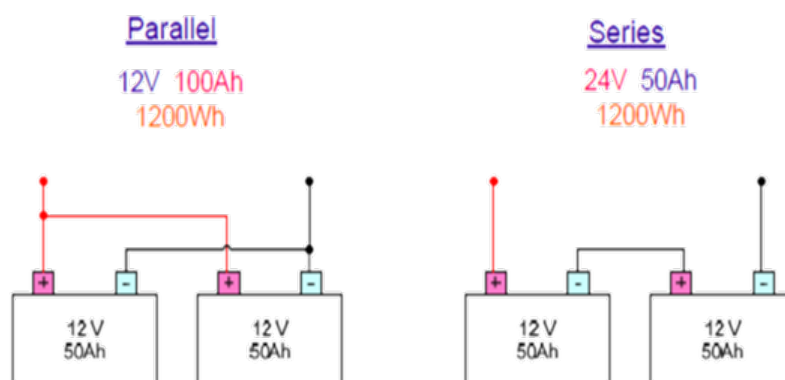 Parallel
12V 100Ah
1200Wh
+ - + -
12 V
50Ah
12 V
50Ah
Series
24V 50Ah
1200Wh
+ - + -
12 V
50Ah
12 V
50Ah